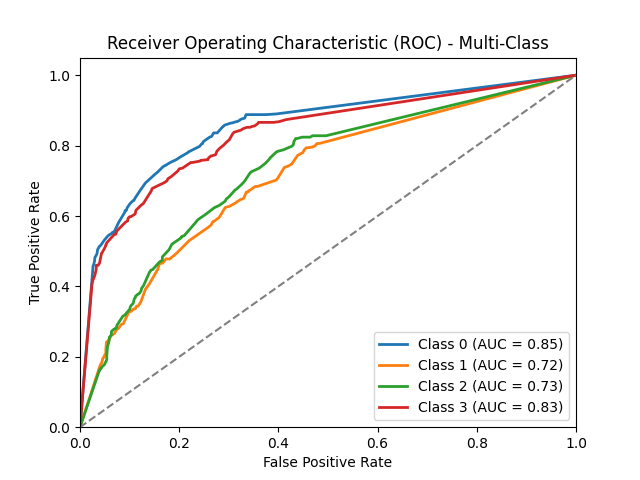 Receiver Operating Characteristic (ROC) - Multi-Class
True Positive Rate
1.0
0.8
0.6
0.4
0.2
0.0
Class 0 (AUC = 0.85)
Class 1 (AUC = 0.72)
Class 2 (AUC = 0.73)
Class 3 (AUC = 0.83)
0.0 0.2 0.4 0.6 0.8 1.0
False Positive Rate